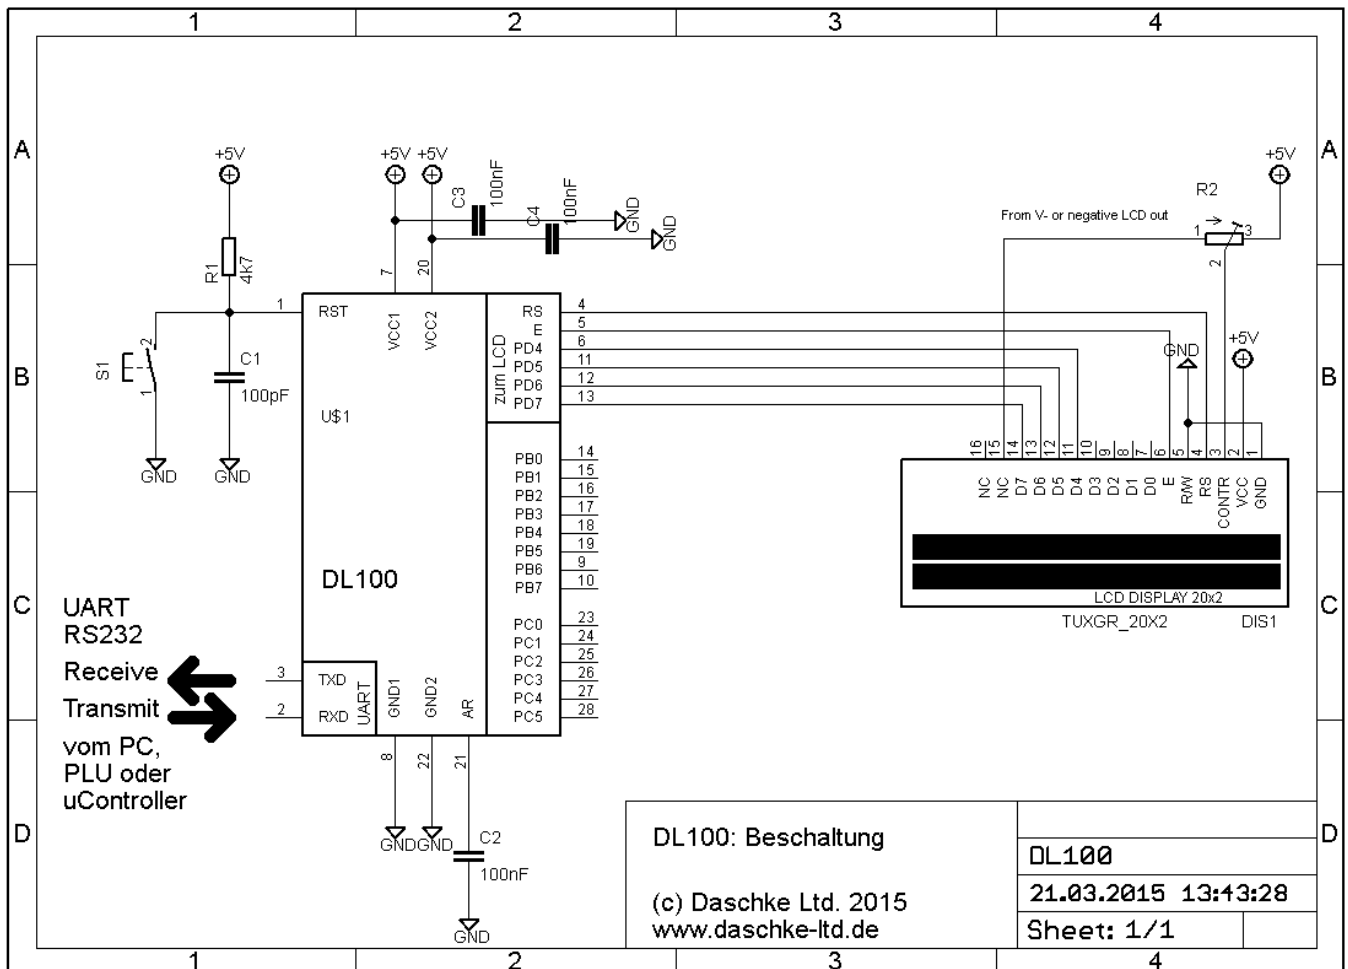 1 2 3 4
A A
+5V +5V +5V +5V
C3 100nF C4 100nF GND GND
R2
From V- or negative LCD out
1 3
2
R1 4k7
7 20
B B
1 RST VCC1 VCC2
RS 4
E 5
PD4 6
PD5 11
PD6 12
PD7 13
zum LCD
S1 2 1
C1
100pF
GND GND
U$1
GND +5V
16 15 14 13 12 11 10 9 8 7 6 5 4 3 2 1
NC NC D7 D6 D5 D4 D3 D2 D1 D0 E R/W RS CONTR VCC GND
PB0 14
PB1 15
PB2 16
PB3 17
PB4 18
PB5 19
PB6 9
PB7 10
DL100
LCD DISPLAY 20x2
TUXGR_20X2 DIS1
C C
UART
RS232
Receive
Transmit
vom PC,
PLU oder
uController
PC0 23
PC1 24
PC2 25
PC3 26
PC4 27
PC5 28
3 TXD
2 RXD
UART
GND1 GND2 AR
8 22 21
D D
GND GND
C2
100nF
GND
DL100: Beschaltung
(c) Daschke Ltd. 2015
www.daschke-ltd.de
DL100
21.03.2015 13:43:28
Sheet: 1/1
1 2 3 4